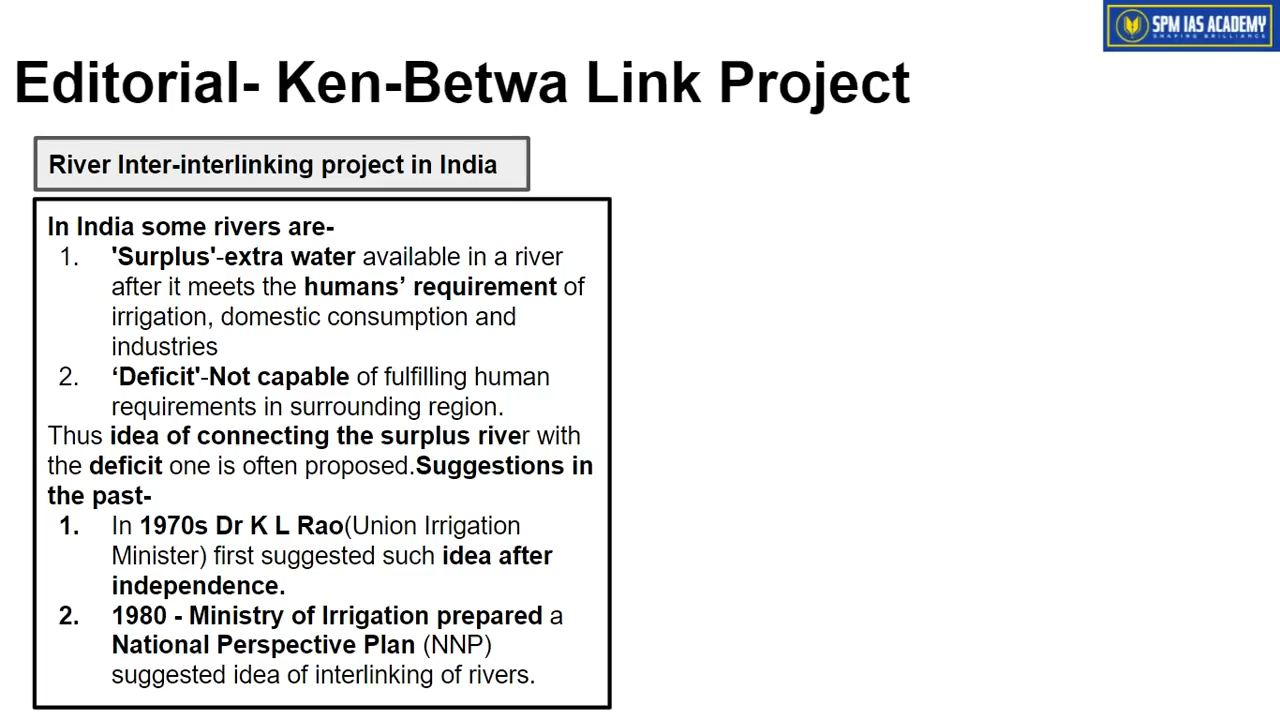 SPM IAS ACADEMY
SHAPING BRILLIANCE
Editorial- Ken-Betwa Link Project
River Inter-interlinking project in India
In India some rivers are-
1. 'Surplus'-extra water available in a river
after it meets the humans’ requirement of
irrigation, domestic consumption and
industries
2. ‘Deficit'-Not capable of fulfilling human
requirements in surrounding region.
Thus idea of connecting the surplus river with
the deficit one is often proposed.Suggestions in
the past-
1. In 1970s Dr K L Rao(Union Irrigation
Minister) first suggested such idea after
independence.
2. 1980 - Ministry of Irrigation prepared a
National Perspective Plan (NNP)
suggested idea of interlinking of rivers.